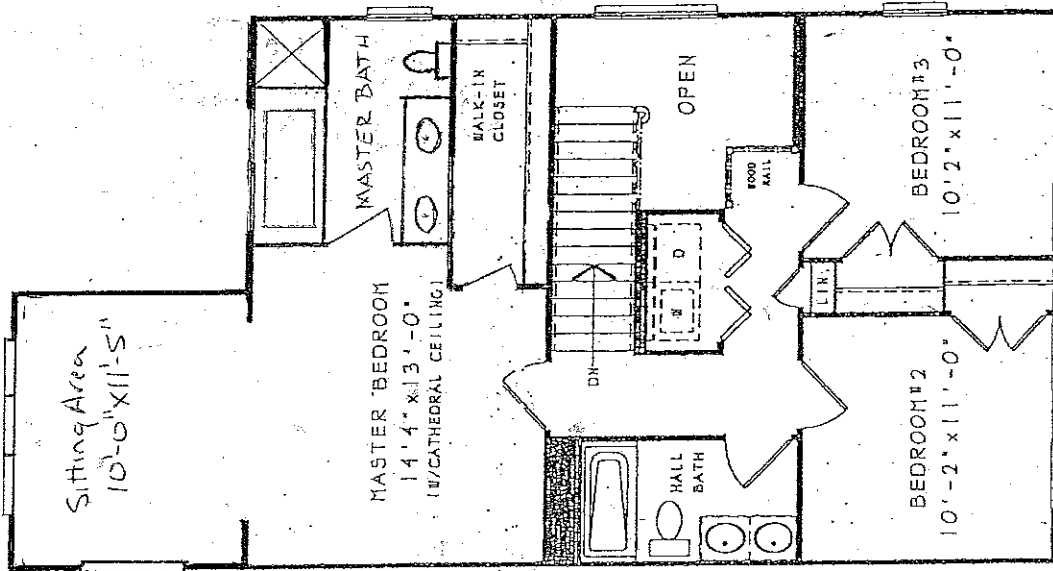 Sitting Area
10'-0"x11'-5"
MASTER BATH
WALK-IN
CLOSET
MASTER BEDROOM
14'4"x13'-0"
(W/CATHEDRAL CEILING)
OPEN
WOOD
RAIL
D
W
DN
LIN.
HALL
BATH
BEDROOM#3
10'2"x11'-0"
BEDROOM#2
10'-2"x11'-0"